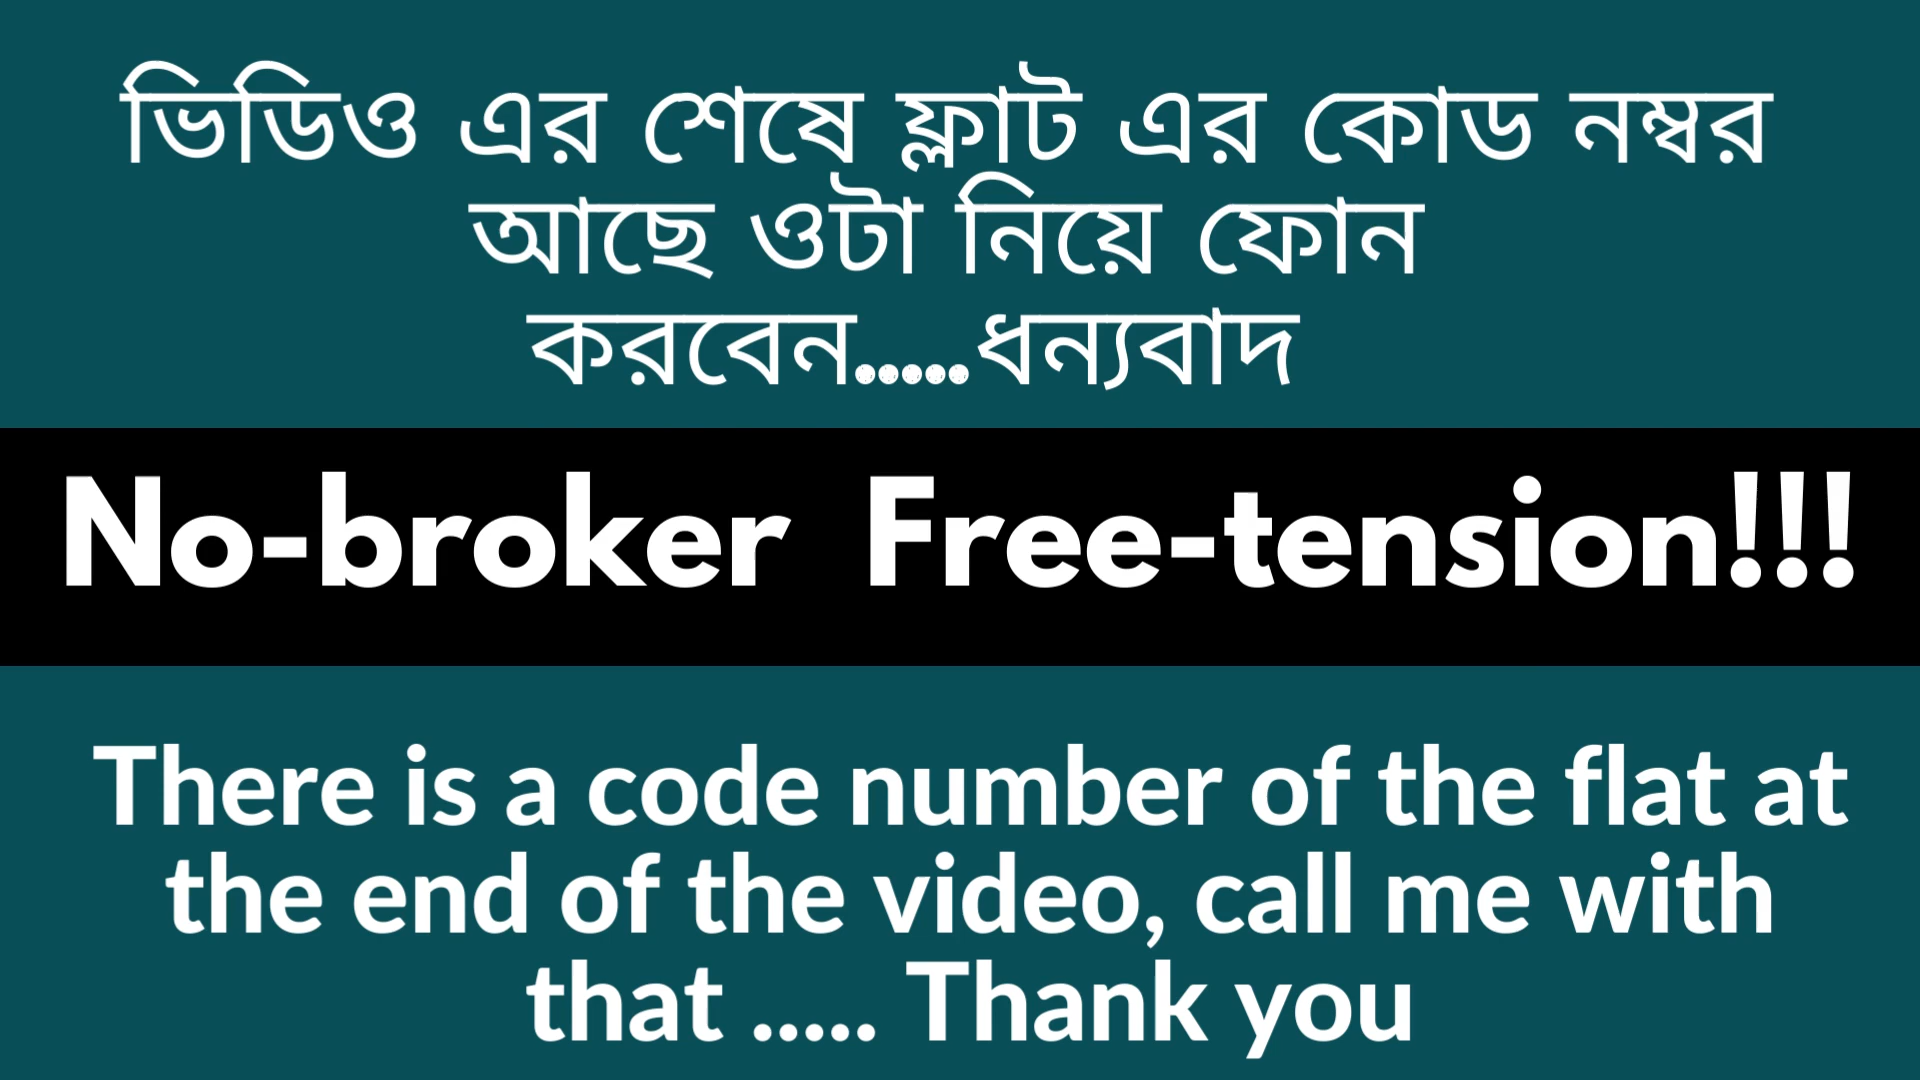 ভিডিও এর শেষে ফ্লাট এর কোড নম্বর
আছে ওটা নিয়ে ফোন
করবেন.....ধন্যবাদ
No-broker Free-tension!!!
There is a code number of the flat at
the end of the video, call me with
that ..... Thank you